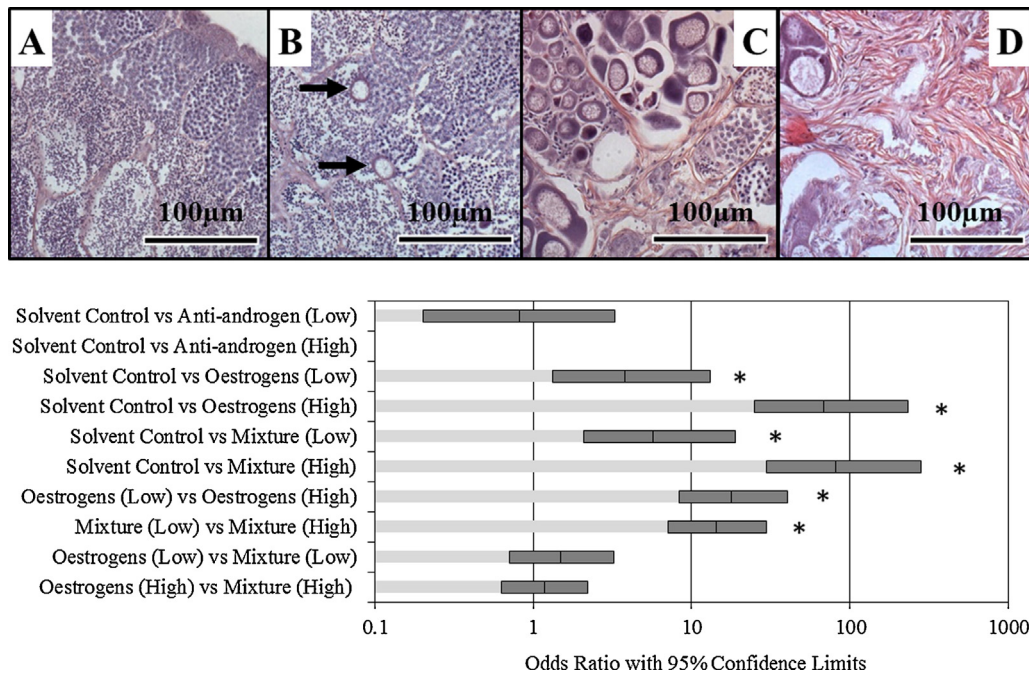 A
B
C
D
100µm
100µm
100µm
100µm
Solvent Control vs Anti-androgen (Low)
Solvent Control vs Anti-androgen (High)
Solvent Control vs Oestrogens (Low)
*
Solvent Control vs Oestrogens (High)
*
Solvent Control vs Mixture (Low)
*
Solvent Control vs Mixture (High)
*
Oestrogens (Low) vs Oestrogens (High)
*
Mixture (Low) vs Mixture (High)
*
Oestrogens (Low) vs Mixture (Low)
Oestrogens (High) vs Mixture (High)
0.1 1 10 100 1000
Odds Ratio with 95% Confidence Limits